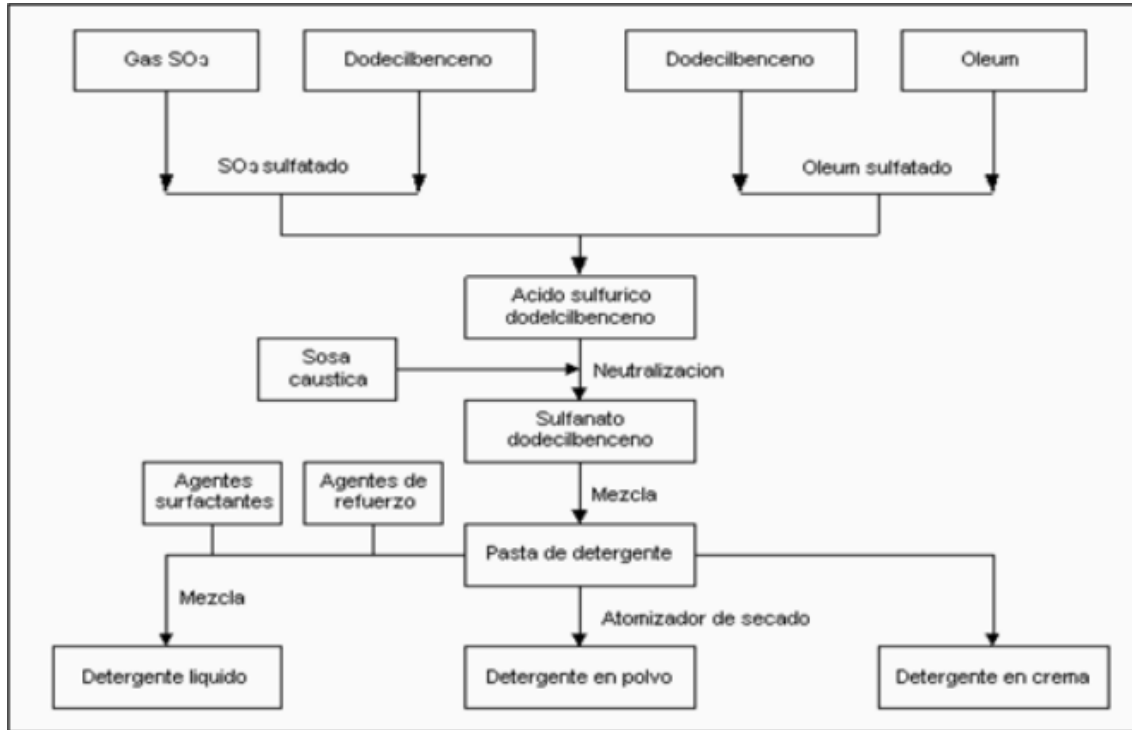 Gas SO3
Dodecilbenceno
Dodecilbenceno
Oleum
SO3 sulfatado
Oleum sulfatado
Acido sulfurico
dodelcilbenceno
Sosa
caustica
Neutralizacion
Sulfanato
dodecilbenceno
Agentes
surfactantes
Agentes de
refuerzo
Mezcla
Pasta de detergente
Mezcla
Atomizador de secado
Detergente liquido
Detergente en polvo
Detergente en crema